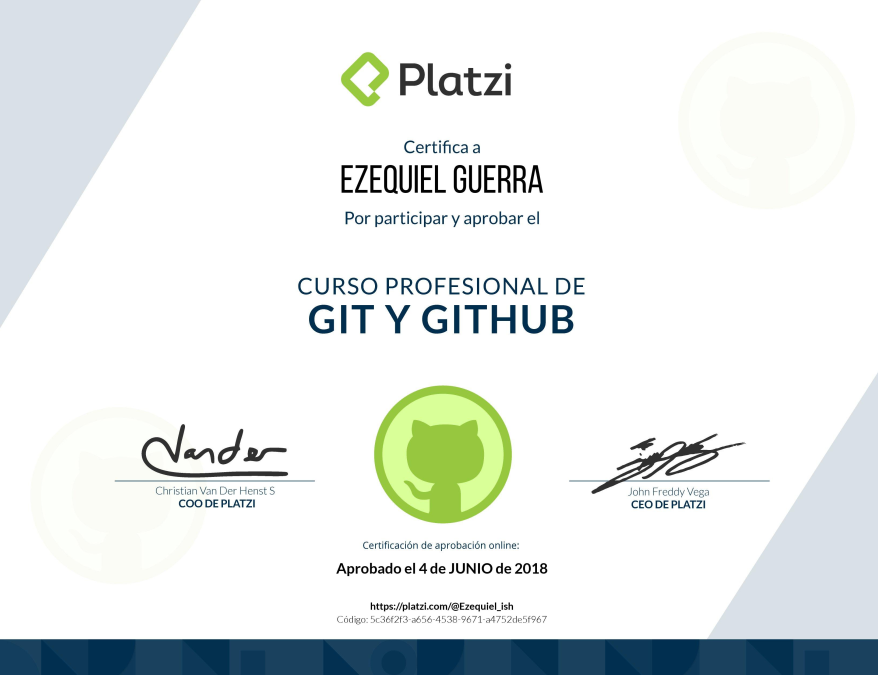 Platzi
Certifica a
EZEQUIEL GUERRA
Por participar y aprobar el
CURSO PROFESIONAL DE
GIT Y GITHUB
Vander
Christian Van Der Henst S
COO DE PLATZI
John Freddy Vega
CEO DE PLATZI
Certificación de aprobación online:
Aprobado el 4 de JUNIO de 2018
https://platzi.com/@Ezequiel_ish
Código: 5c36f2f3-a656-4538-9671-a4752de5f967